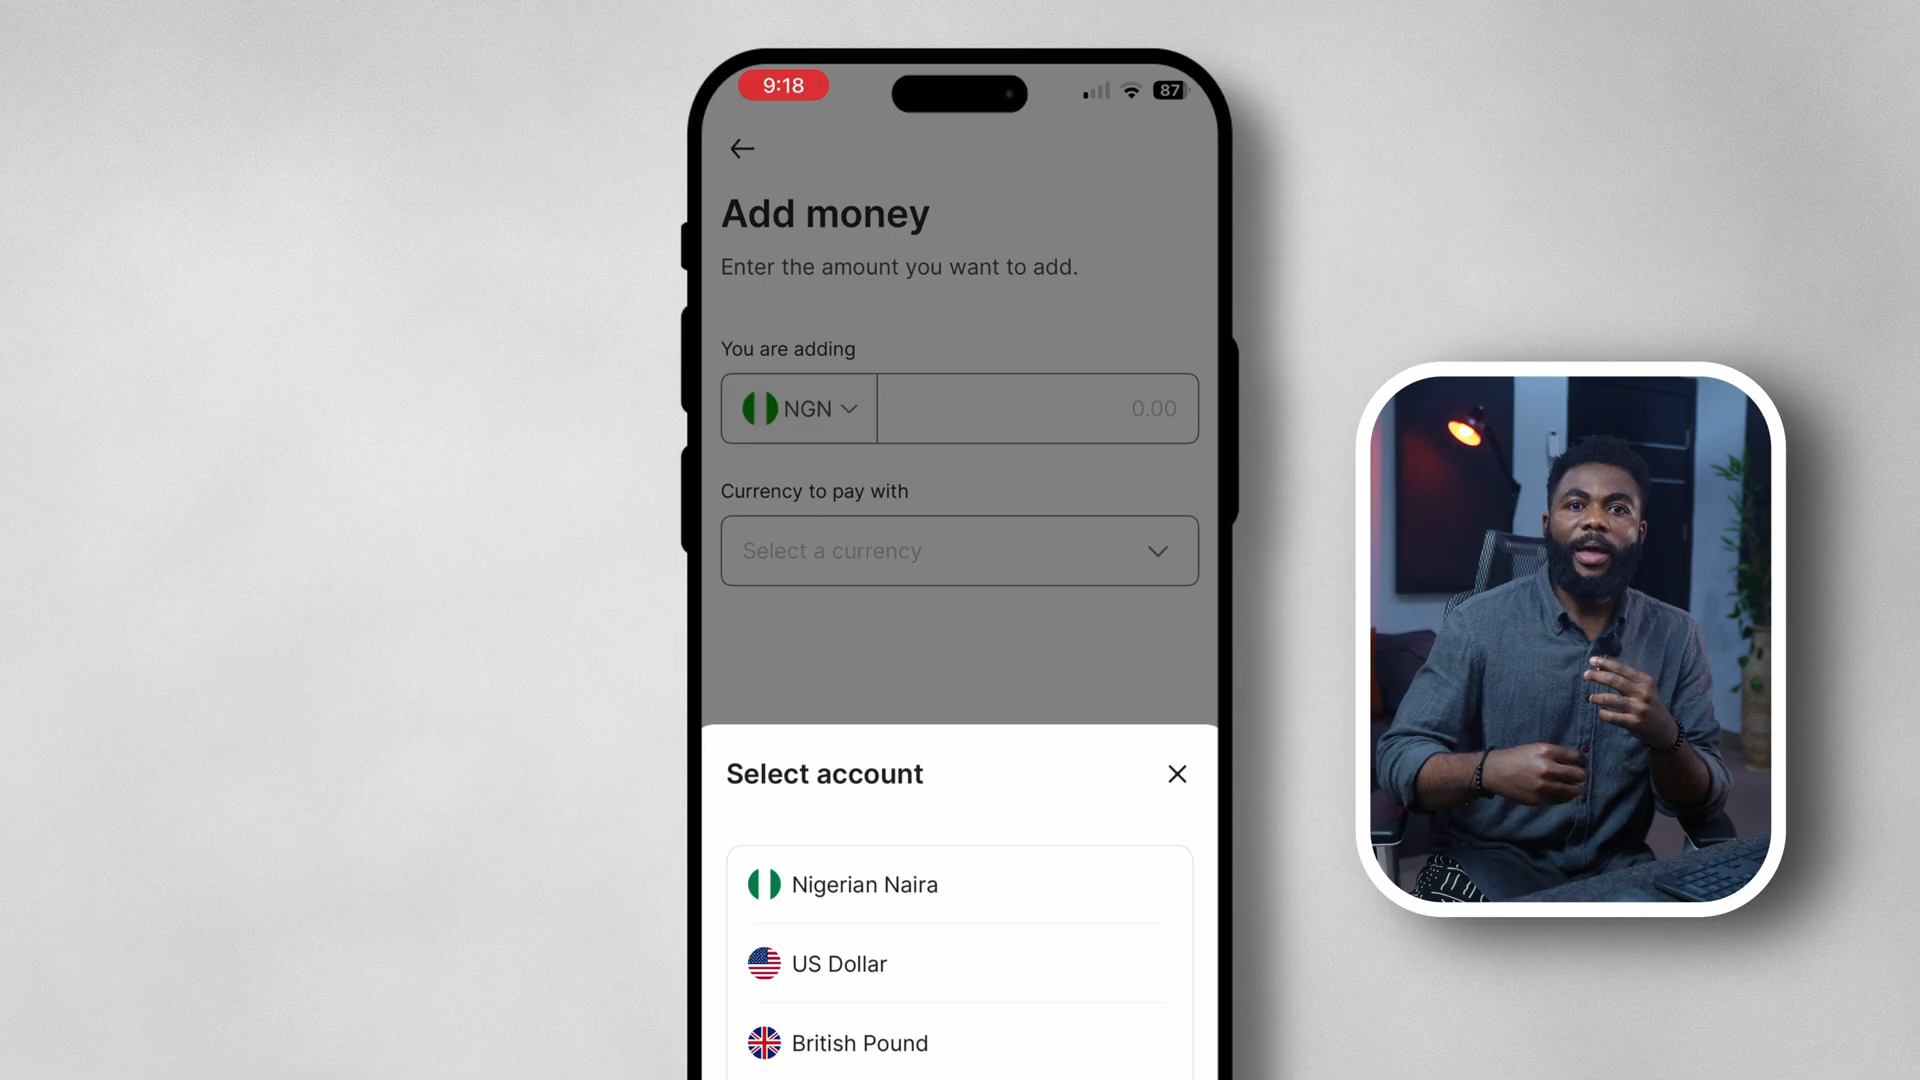 9:18
87
Add money
Enter the amount you want to add.
You are adding
NGN
0.00
Currency to pay with
Select a currency
Select account
Nigerian Naira
US Dollar
British Pound